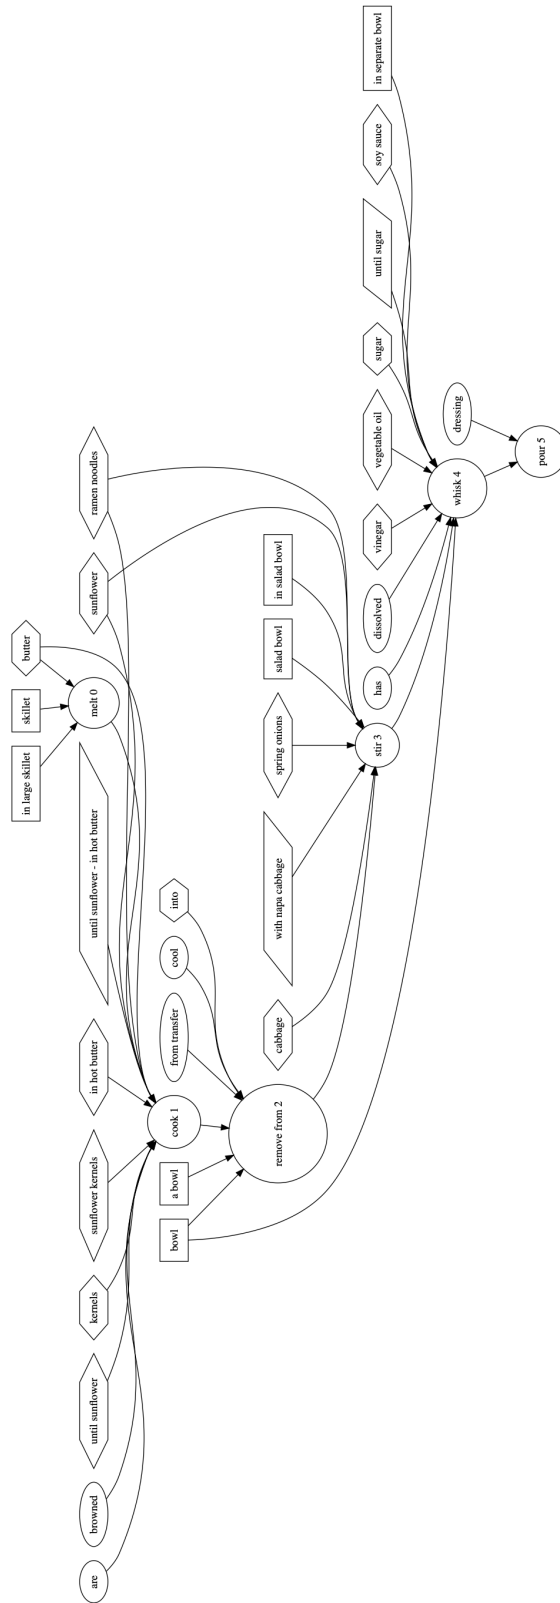 in large skillet
skillet
butter
are
browned
until sunflower
kernels
sunflower kernels
in hot butter
until sunflower - in hot butter
melt 0
sunflower
ramen noodles
bowl
a bowl
cook 1
from transfer
cool
into
remove from 2
cabbage
with napa cabbage
spring onions
salad bowl
in salad bowl
stir 3
has
dissolved
vinegar
vegetable oil
sugar
until sugar
soy sauce
in separate bowl
whisk 4
dressing
pour 5